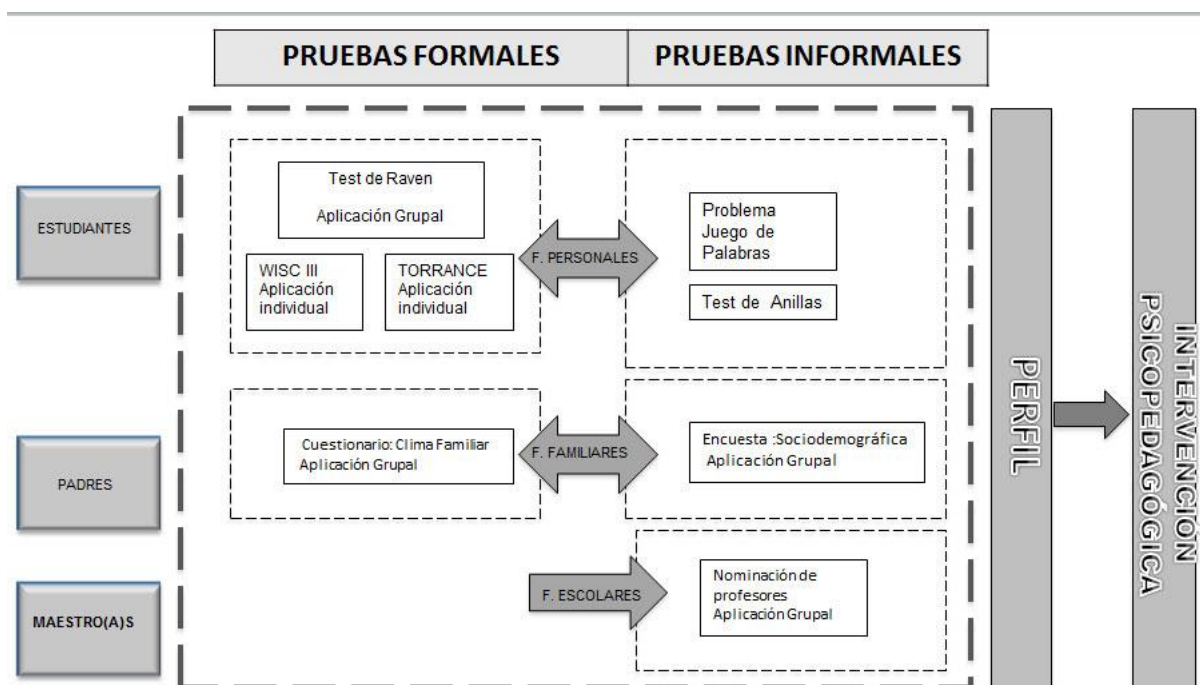 PRUEBAS FORMALES
PRUEBAS INFORMALES
ESTUDIANTES
Test de Raven
Aplicación Grupal
WISC III
Aplicación
individual
TORRANCE
Aplicación
individual
F. PERSONALES
Problema
Juego de
Palabras
Test de Anillas
PADRES
Cuestionario: Clima Familiar
Aplicación Grupal
F. FAMILIARES
Encuesta :Sociodemográfica
Aplicación Grupal
MAESTRO(A)S
F. ESCOLARES
Nominación de
profesores
Aplicación Grupal
PERFIL
INTERVENCIÓN
PSICOPEDAGÓGICA